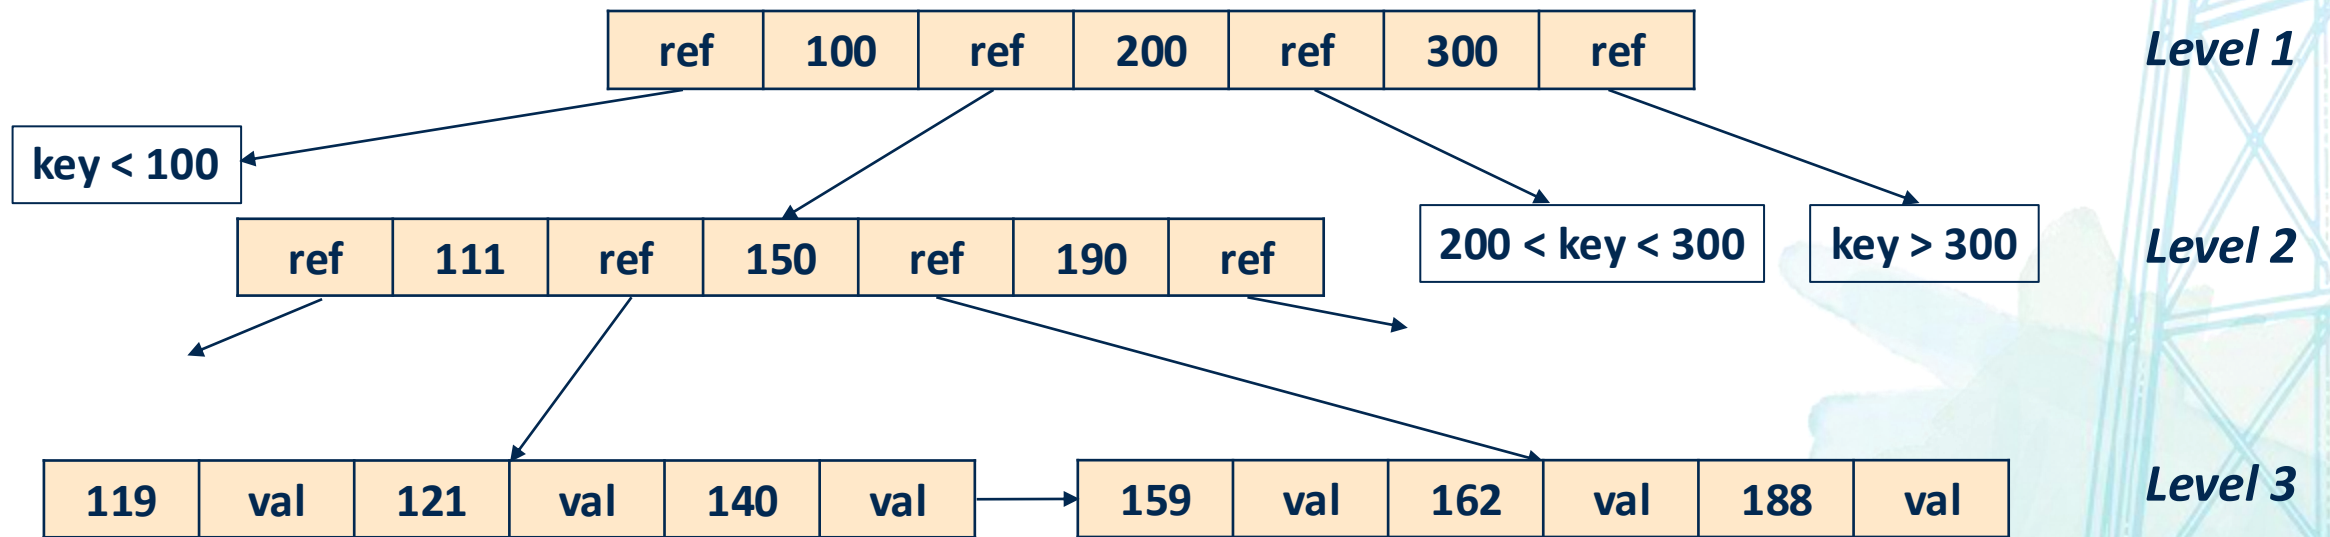 ref 100 ref 200 ref 300 ref Level 1
key < 100
ref 111 ref 150 ref 190 ref 200 < key < 300 key > 300 Level 2
119 val 121 val 140 val 159 val 162 val 188 val Level 3